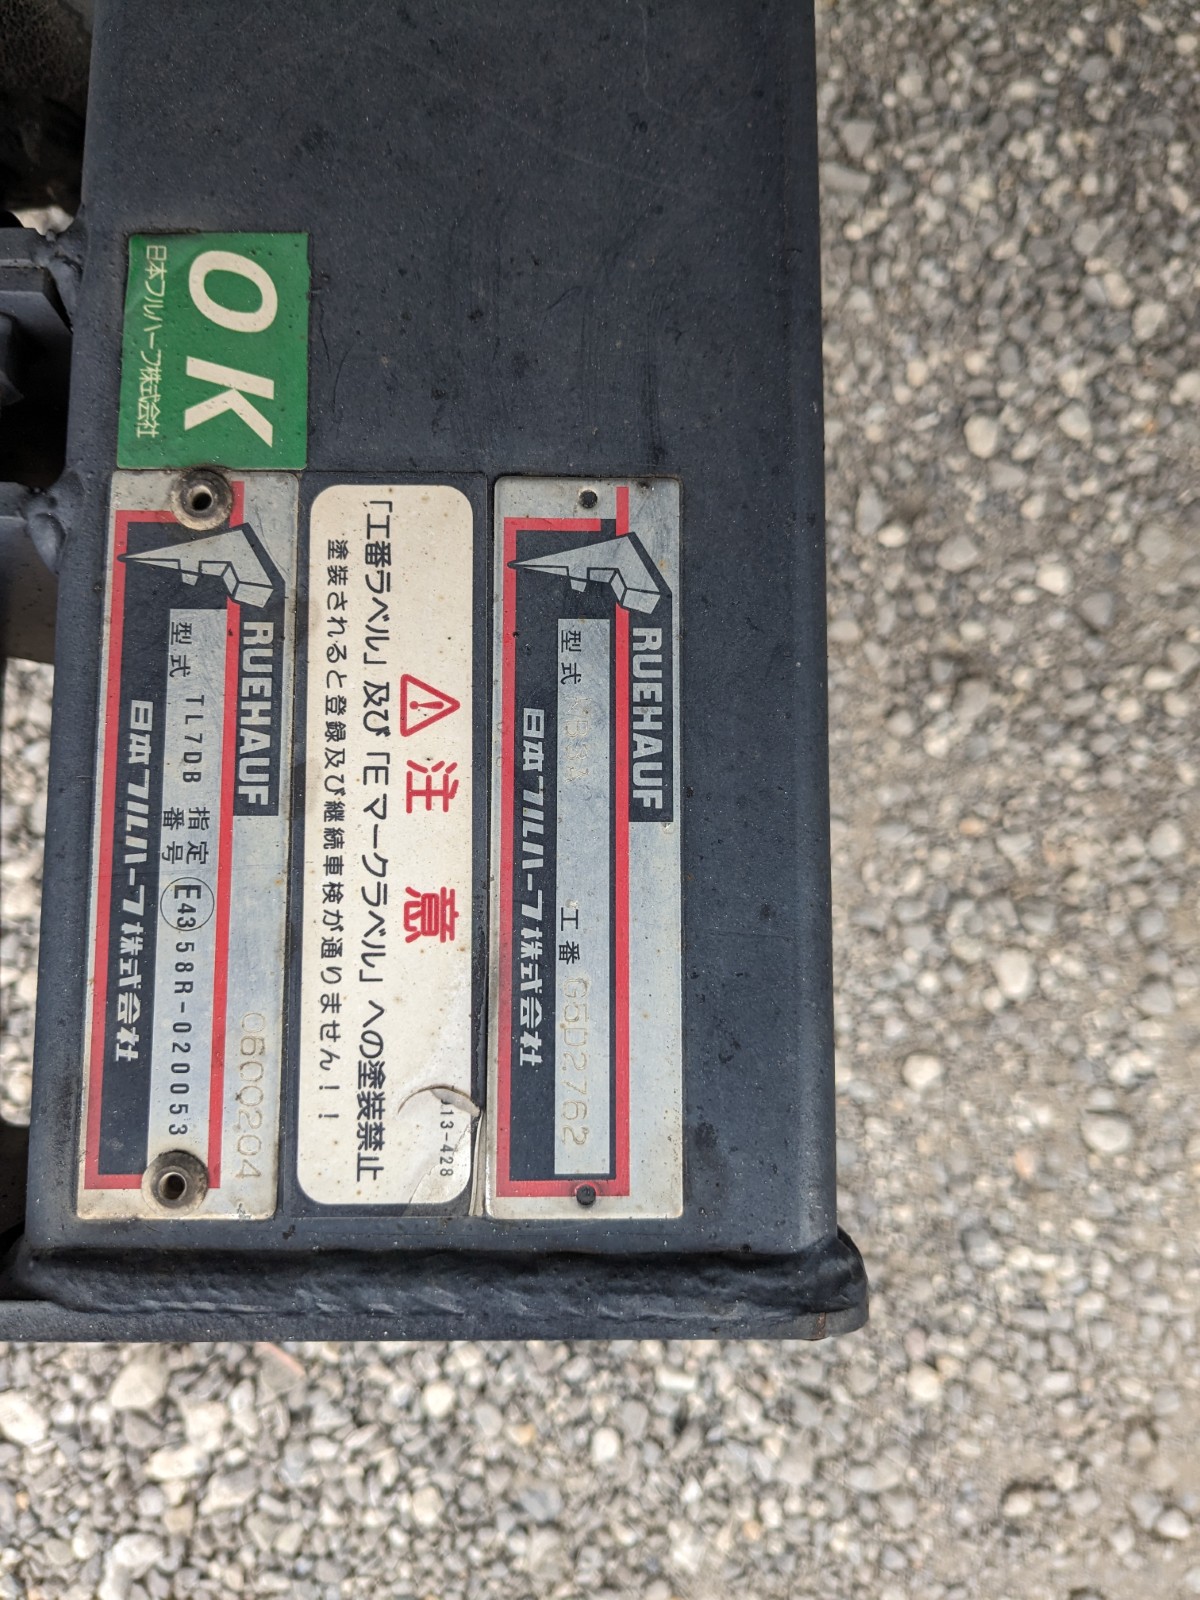 OK
日本フルハーフ株式会社
RUEHAUF
型式
工番 G5D2762
日本フルハーフ株式会社
注意
「工番ラベル」及び「Eマークラベル」への塗装禁止
塗装されると登録及び継続車検が通りません!!
13-428
0600204
RUEHAUF
型式 TL7DB 指定番号 E43 58R-020053
日本フルハーフ株式会社